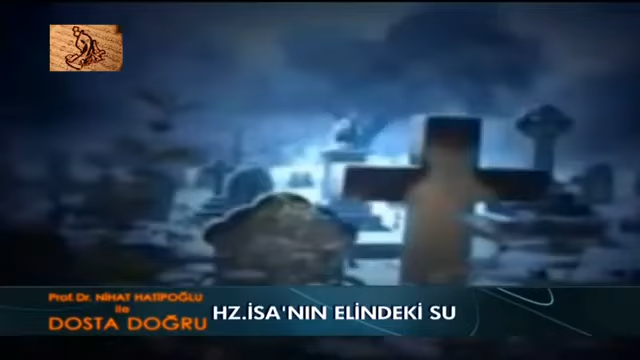 Prof. Dr. NİHAT HATİPOĞLU
ile
DOSTA DOĞRU
HZ.İSA'NIN ELİNDEKİ SU